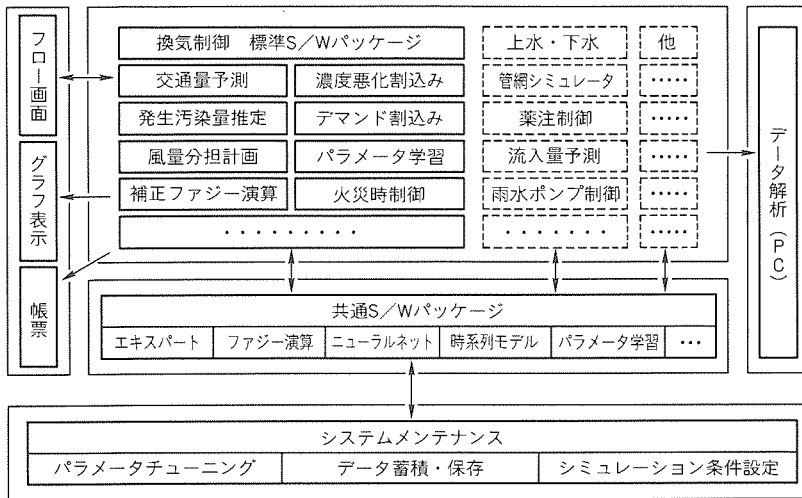 フロー画面
グラフ表示
帳票
換気制御 標準S/Wパッケージ
交通量予測
濃度悪化割込み
発生汚染量推定
デマンド割込み
風量分担計画
パラメータ学習
補正ファジー演算
火災時制御
・・・・・・・・・
上水・下水
管網シミュレータ
薬注制御
流入量予測
雨水ポンプ制御
・・・・・・・
他
・・・・・
・・・・・
・・・・・
・・・・・
・・・・・
データ解析(PC)
共通S/Wパッケージ
エキスパート
ファジー演算
ニューラルネット
時系列モデル
パラメータ学習
・・・
システムメンテナンス
パラメータチューニング
データ蓄積・保存
シミュレーション条件設定